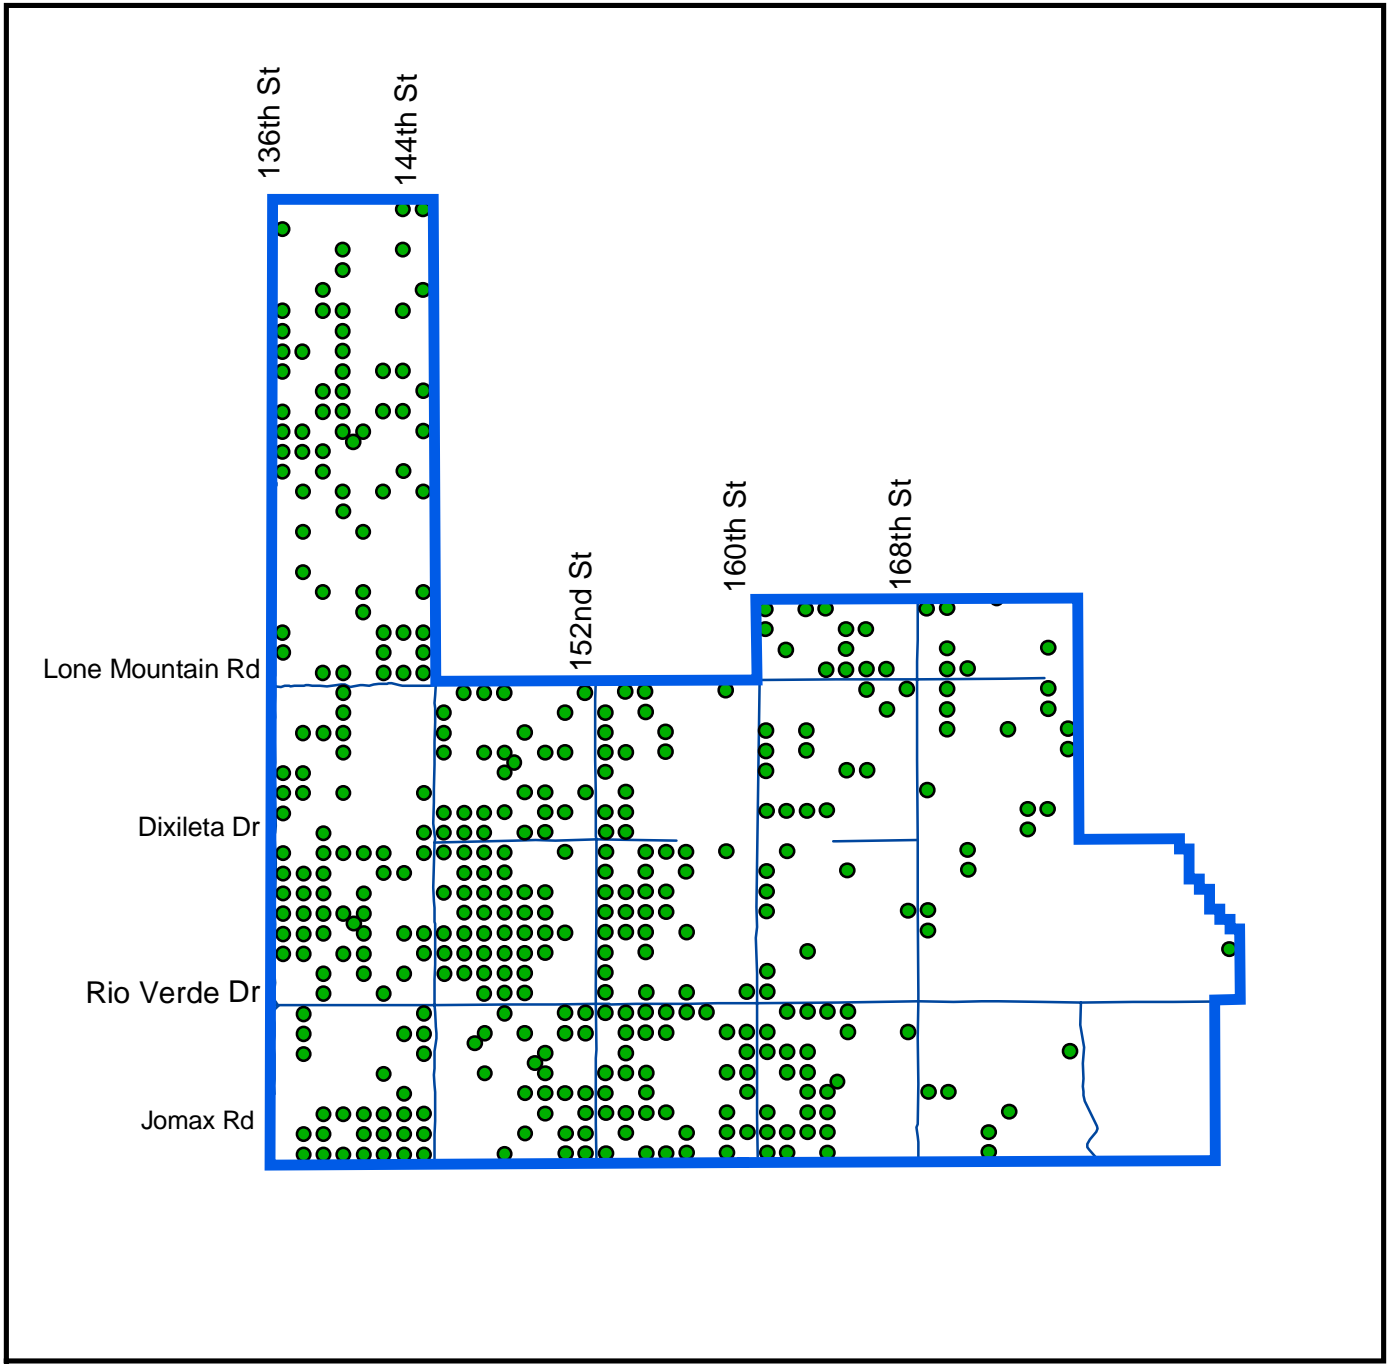 136th St
144th St
152nd St
160th St
168th St
Lone Mountain Rd
Dixileta Dr
Rio Verde Dr
Jomax Rd